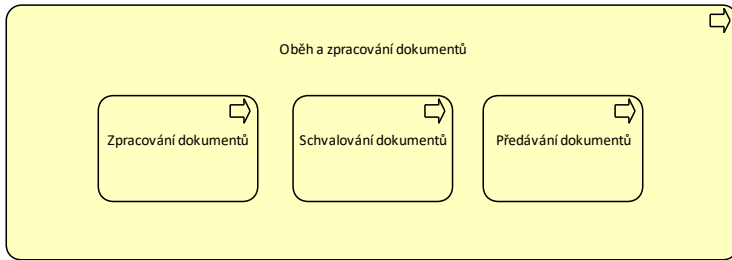 Oběh a zpracování dokumentů
Zpracování dokumentů
Schvalování dokumentů
Předávání dokumentů